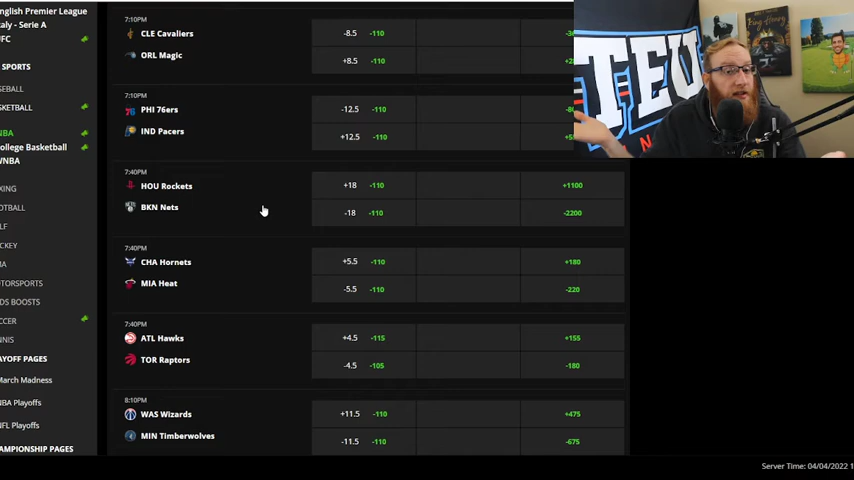 English Premier League
Italy - Serie A
UFC
SPORTS
BASEBALL
BASKETBALL
NBA
College Basketball
WNBA
BOXING
FOOTBALL
GOLF
HOCKEY
MMA
MOTORSPORTS
ODDS BOOSTS
SOCCER
TENNIS
PLAYOFF PAGES
March Madness
NBA Playoffs
NFL Playoffs
CHAMPIONSHIP PAGES
7:10PM
CLE Cavaliers -8.5 -110
ORL Magic +8.5 -110
7:10PM
PHI 76ers -12.5 -110
IND Pacers +12.5 -110
7:40PM
HOU Rockets +18 -110 +1100
BKN Nets -18 -110 -2200
7:40PM
CHA Hornets +5.5 -110 +180
MIA Heat -5.5 -110 -220
7:40PM
ATL Hawks +4.5 -115 +155
TOR Raptors -4.5 -105 -180
8:10PM
WAS Wizards +11.5 -110 +475
MIN Timberwolves -11.5 -110 -675
Server Time: 04/04/2022 1